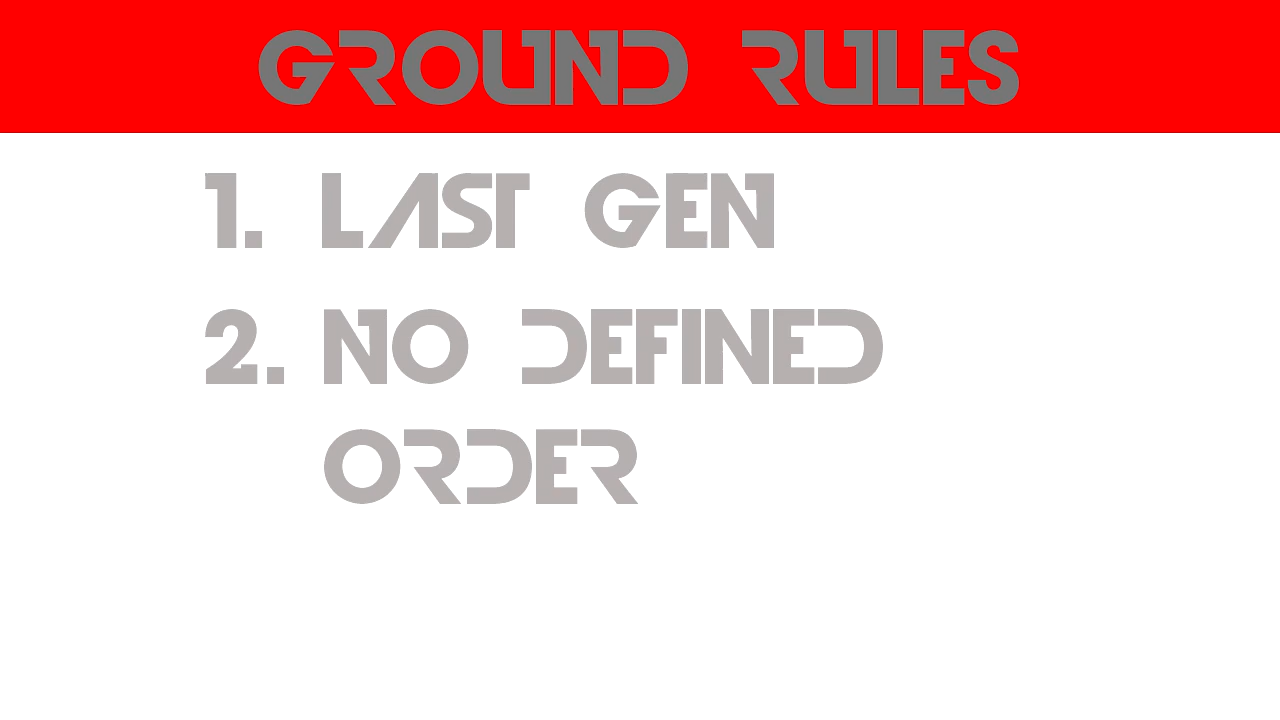 GROUND RULES
1. LAST GEN
2. NO DEFINED
ORDER